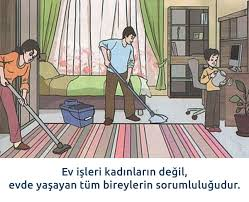 Ev işleri kadınların değil,
evde yaşayan tüm bireylerin sorumluluğudur.